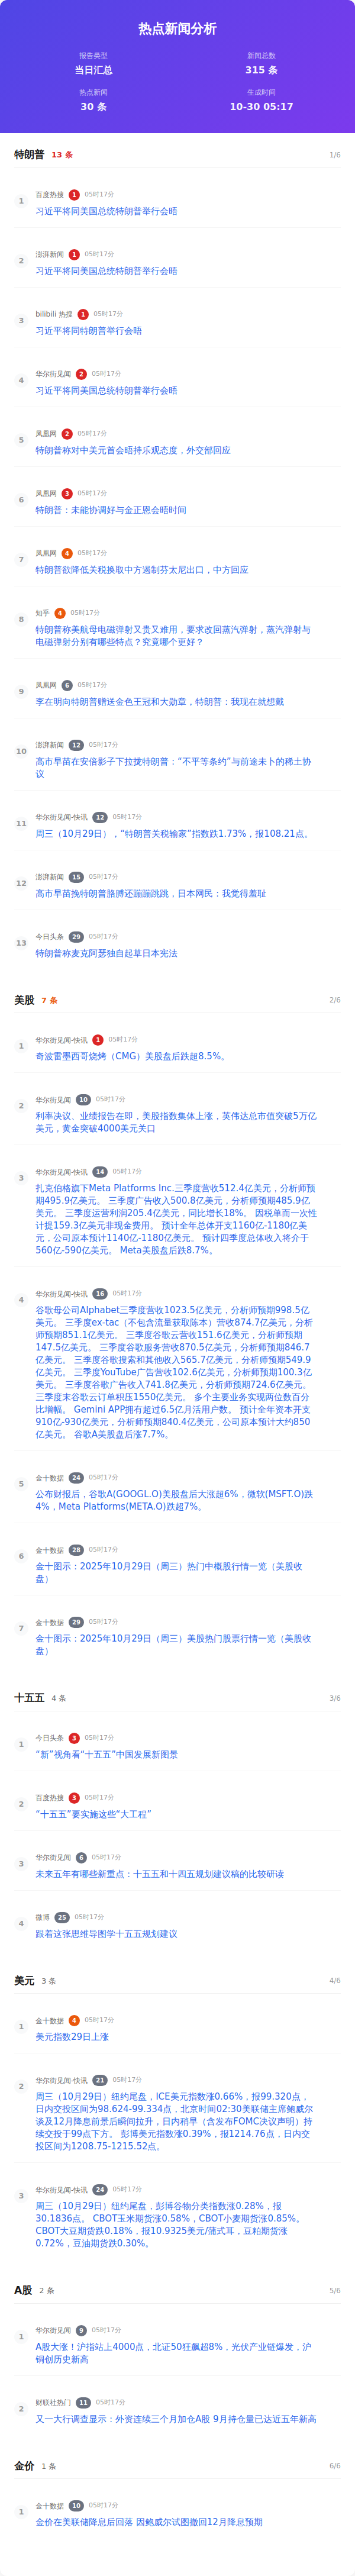 热点新闻分析
报告类型
当日汇总
新闻总数
315 条
热点新闻
30 条
生成时间
10-30 05:17
特朗普 13 条 1/6
1
百度热搜 1 05时17分
习近平将同美国总统特朗普举行会晤
2
澎湃新闻 1 05时17分
习近平将同美国总统特朗普举行会晤
3
bilibili 热搜 1 05时17分
习近平将同特朗普举行会晤
4
华尔街见闻 2 05时17分
习近平将同美国总统特朗普举行会晤
5
凤凰网 2 05时17分
特朗普称对中美元首会晤持乐观态度，外交部回应
6
凤凰网 3 05时17分
特朗普：未能协调好与金正恩会晤时间
7
凤凰网 4 05时17分
特朗普欲降低关税换取中方遏制芬太尼出口，中方回应
8
知乎 4 05时17分
特朗普称美航母电磁弹射又贵又难用，要求改回蒸汽弹射，蒸汽弹射与
电磁弹射分别有哪些特点？究竟哪个更好？
9
凤凰网 6 05时17分
李在明向特朗普赠送金色王冠和大勋章，特朗普：我现在就想戴
10
澎湃新闻 12 05时17分
高市早苗在安倍影子下拉拢特朗普：“不平等条约”与前途未卜的稀土协
议
11
华尔街见闻-快讯 12 05时17分
周三（10月29日），“特朗普关税输家”指数跌1.73%，报108.21点。
12
澎湃新闻 15 05时17分
高市早苗挽特朗普胳膊还蹦蹦跳跳，日本网民：我觉得羞耻
13
今日头条 29 05时17分
特朗普称麦克阿瑟独自起草日本宪法
美股 7 条 2/6
1
华尔街见闻-快讯 1 05时17分
奇波雷墨西哥烧烤（CMG）美股盘后跌超8.5%。
2
华尔街见闻 10 05时17分
利率决议、业绩报告在即，美股指数集体上涨，英伟达总市值突破5万亿
美元，黄金突破4000美元关口
3
华尔街见闻-快讯 14 05时17分
扎克伯格旗下Meta Platforms Inc.三季度营收512.4亿美元，分析师预
期495.9亿美元。 三季度广告收入500.8亿美元，分析师预期485.9亿
美元。 三季度运营利润205.4亿美元，同比增长18%。 因税单而一次性
计提159.3亿美元非现金费用。 预计全年总体开支1160亿-1180亿美
元，公司原本预计1140亿-1180亿美元。 预计四季度总体收入将介于
560亿-590亿美元。 Meta美股盘后跌8.7%。
4
华尔街见闻-快讯 16 05时17分
谷歌母公司Alphabet三季度营收1023.5亿美元，分析师预期998.5亿
美元。 三季度ex-tac（不包含流量获取陈本）营收874.7亿美元，分析
师预期851.1亿美元。 三季度谷歌云营收151.6亿美元，分析师预期
147.5亿美元。 三季度谷歌服务营收870.5亿美元，分析师预期846.7
亿美元。 三季度谷歌搜索和其他收入565.7亿美元，分析师预期549.9
亿美元。 三季度YouTube广告营收102.6亿美元，分析师预期100.3亿
美元。 三季度谷歌广告收入741.8亿美元，分析师预期724.6亿美元。
三季度末谷歌云订单积压1550亿美元。 多个主要业务实现两位数百分
比增幅。 Gemini APP拥有超过6.5亿月活用户数。 预计全年资本开支
910亿-930亿美元，分析师预期840.4亿美元，公司原本预计大约850
亿美元。 谷歌A美股盘后涨7.7%。
5
金十数据 24 05时17分
公布财报后，谷歌A(GOOGL.O)美股盘后大涨超6%，微软(MSFT.O)跌
4%，Meta Platforms(META.O)跌超7%。
6
金十数据 28 05时17分
金十图示：2025年10月29日（周三）热门中概股行情一览（美股收
盘）
7
金十数据 29 05时17分
金十图示：2025年10月29日（周三）美股热门股票行情一览（美股收
盘）
十五五 4 条 3/6
1
今日头条 3 05时17分
“新”视角看“十五五”中国发展新图景
2
百度热搜 3 05时17分
“十五五”要实施这些“大工程”
3
华尔街见闻 6 05时17分
未来五年有哪些新重点：十五五和十四五规划建议稿的比较研读
4
微博 25 05时17分
跟着这张思维导图学十五五规划建议
美元 3 条 4/6
1
金十数据 4 05时17分
美元指数29日上涨
2
华尔街见闻-快讯 21 05时17分
周三（10月29日）纽约尾盘，ICE美元指数涨0.66%，报99.320点，
日内交投区间为98.624-99.334点，北京时间02:30美联储主席鲍威尔
谈及12月降息前景后瞬间拉升，日内稍早（含发布FOMC决议声明）持
续交投于99点下方。 彭博美元指数涨0.39%，报1214.76点，日内交
投区间为1208.75-1215.52点。
3
华尔街见闻-快讯 24 05时17分
周三（10月29日）纽约尾盘，彭博谷物分类指数涨0.28%，报
30.1836点。 CBOT玉米期货涨0.58%，CBOT小麦期货涨0.85%。
CBOT大豆期货跌0.18%，报10.9325美元/蒲式耳，豆粕期货涨
0.72%，豆油期货跌0.30%。
A股 2 条 5/6
1
华尔街见闻 9 05时17分
A股大涨！沪指站上4000点，北证50狂飙超8%，光伏产业链爆发，沪
铜创历史新高
2
财联社热门 11 05时17分
又一大行调查显示：外资连续三个月加仓A股 9月持仓量已达近五年新高
金价 1 条 6/6
1
金十数据 10 05时17分
金价在美联储降息后回落 因鲍威尔试图撤回12月降息预期